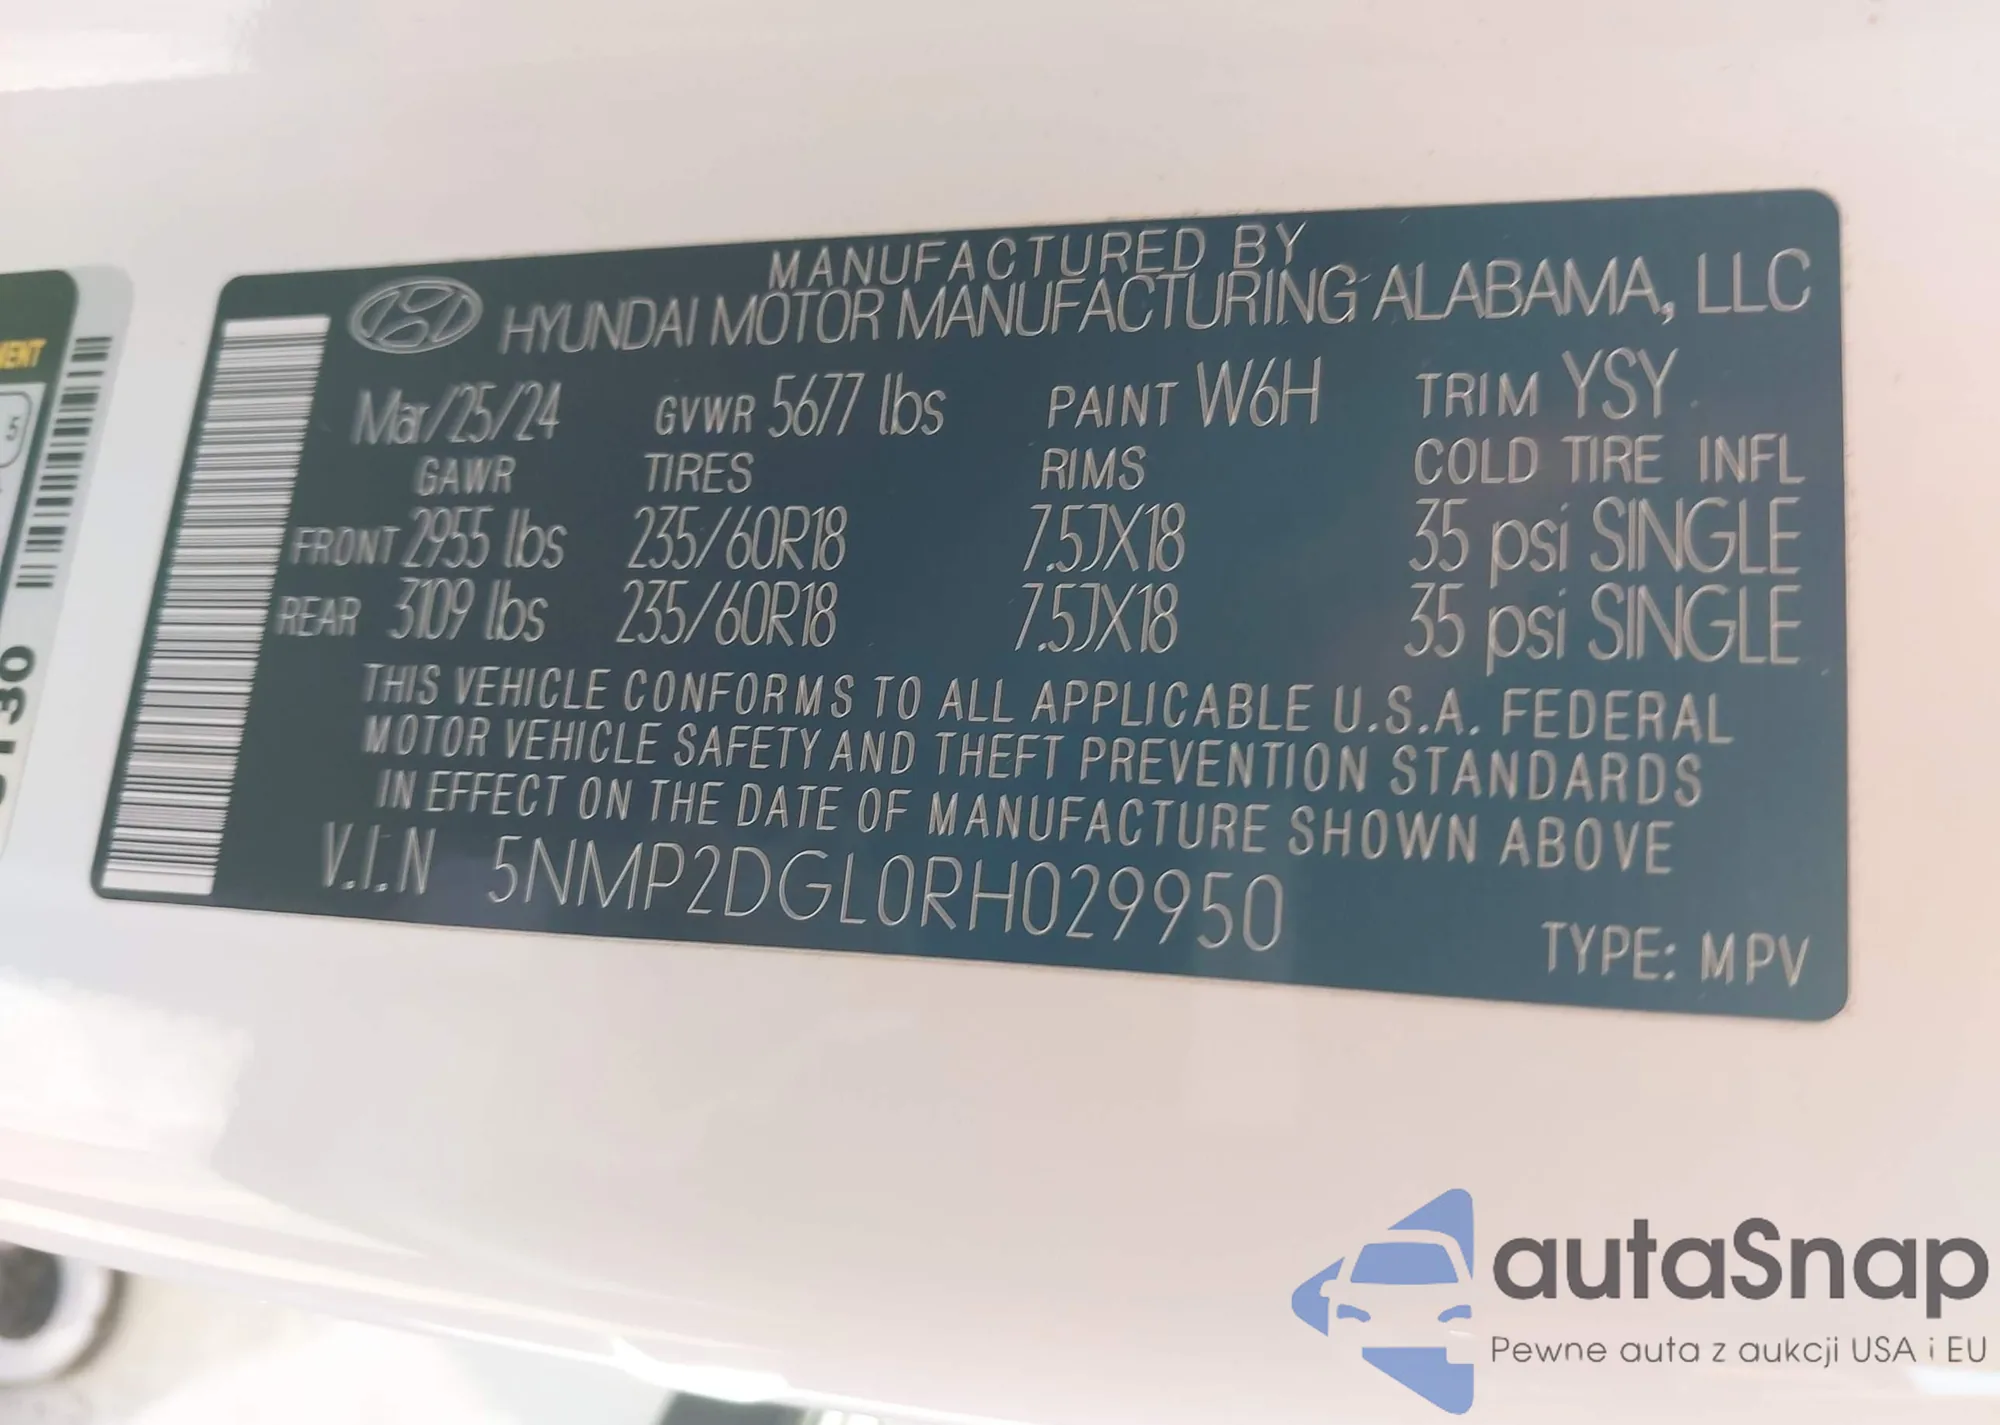 MENT
5
ST30
MANUFACTURED BY
HYUNDAI MOTOR MANUFACTURING ALABAMA, LLC
Mar/25/24 GVWR 5677 lbs PAINT W6H TRIM YSY
GAWR TIRES RIMS COLD TIRE INFL
FRONT 2955 lbs 235/60R18 7.5JX18 35 psi SINGLE
REAR 3109 lbs 235/60R18 7.5JX18 35 psi SINGLE
THIS VEHICLE CONFORMS TO ALL APPLICABLE U.S.A. FEDERAL
MOTOR VEHICLE SAFETY AND THEFT PREVENTION STANDARDS
IN EFFECT ON THE DATE OF MANUFACTURE SHOWN ABOVE
V.I.N 5NMP2DGL0RH029950
TYPE: MPV
autaSnap
Pewne auta z aukcji USA i EU